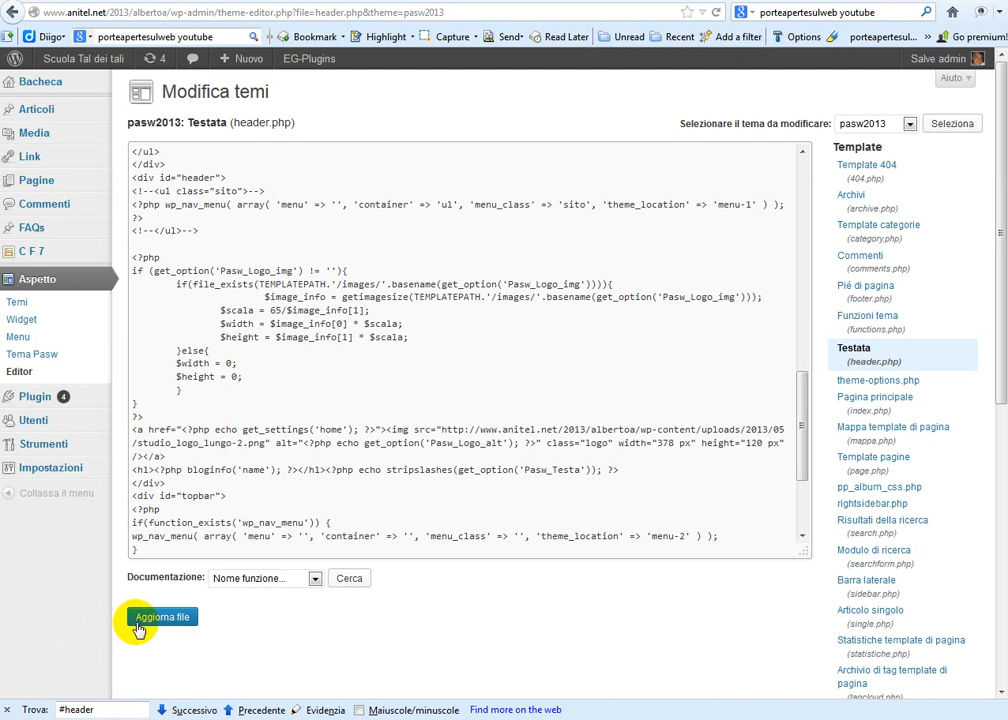 www.anitel.net/2013/albertoa/wp-admin/theme-editor.php?file=header.php&theme=pasw2013
porteapertesulweb youtube
Diigo
porteapertesulweb youtube
Bookmark
Highlight
Capture
Send
Read Later
Unread
Recent
Add a filter
Options
porteapertesul...
»
Go premium!
Scuola Tal dei tali
4
+ Nuovo
EG-Plugins
Salve admin
Aiuto
Bacheca
Articoli
Media
Link
Pagine
Commenti
FAQs
C F 7
Aspetto
Temi
Widget
Menu
Tema Pasw
Editor
Plugin 4
Utenti
Strumenti
Impostazioni
Collassa il menu
Modifica temi
pasw2013: Testata (header.php)
Selezionare il tema da modificare:
pasw2013
Seleziona
</ul>
</div>
<div id="header">
<!--<ul class="sito">-->
<?php wp_nav_menu( array( 'menu' => '', 'container' => 'ul', 'menu_class' => 'sito', 'theme_location' => 'menu-1' ) );
?>
<!--</ul>-->
<?php
if (get_option('Pasw_Logo_img') != ''){
if(file_exists(TEMPLATEPATH.'/images/'.basename(get_option('Pasw_Logo_img')))){
$image_info = getimagesize(TEMPLATEPATH.'/images/'.basename(get_option('Pasw_Logo_img')));
$scala = 65/$image_info[1];
$width = $image_info[0] * $scala;
$height = $image_info[1] * $scala;
}else{
$width = 0;
$height = 0;
}
}
?>
<a href="<?php echo get_settings('home'); ?>"><img src="http://www.anitel.net/2013/albertoa/wp-content/uploads/2013/05
/studio_logo_lungo-2.png" alt="<?php echo get_option('Pasw_Logo_alt'); ?>" class="logo" width="378 px" height="120 px"
/></a>
<h1><?php bloginfo('name'); ?></h1><?php echo stripslashes(get_option('Pasw_Testa')); ?>
</div>
<div id="topbar">
<?php
if(function_exists('wp_nav_menu')) {
wp_nav_menu( array( 'menu' => '', 'container' => '', 'menu_class' => '', 'theme_location' => 'menu-2' ) );
}
Documentazione:
Nome funzione...
Cerca
Aggiorna file
Template
Template 404
(404.php)
Archivi
(archive.php)
Template categorie
(category.php)
Commenti
(comments.php)
Pié di pagina
(footer.php)
Funzioni tema
(functions.php)
Testata
(header.php)
theme-options.php
Pagina principale
(index.php)
Mappa template di pagina
(mappa.php)
Template pagine
(page.php)
pp_album_css.php
rightsidebar.php
Risultati della ricerca
(search.php)
Modulo di ricerca
(searchform.php)
Barra laterale
(sidebar.php)
Articolo singolo
(single.php)
Statistiche template di pagina
(statistiche.php)
Archivio di tag template di
pagina
(tagcloud.php)
Trova:
#header
Successivo
Precedente
Evidenzia
Maiuscole/minuscole
Find more on the web